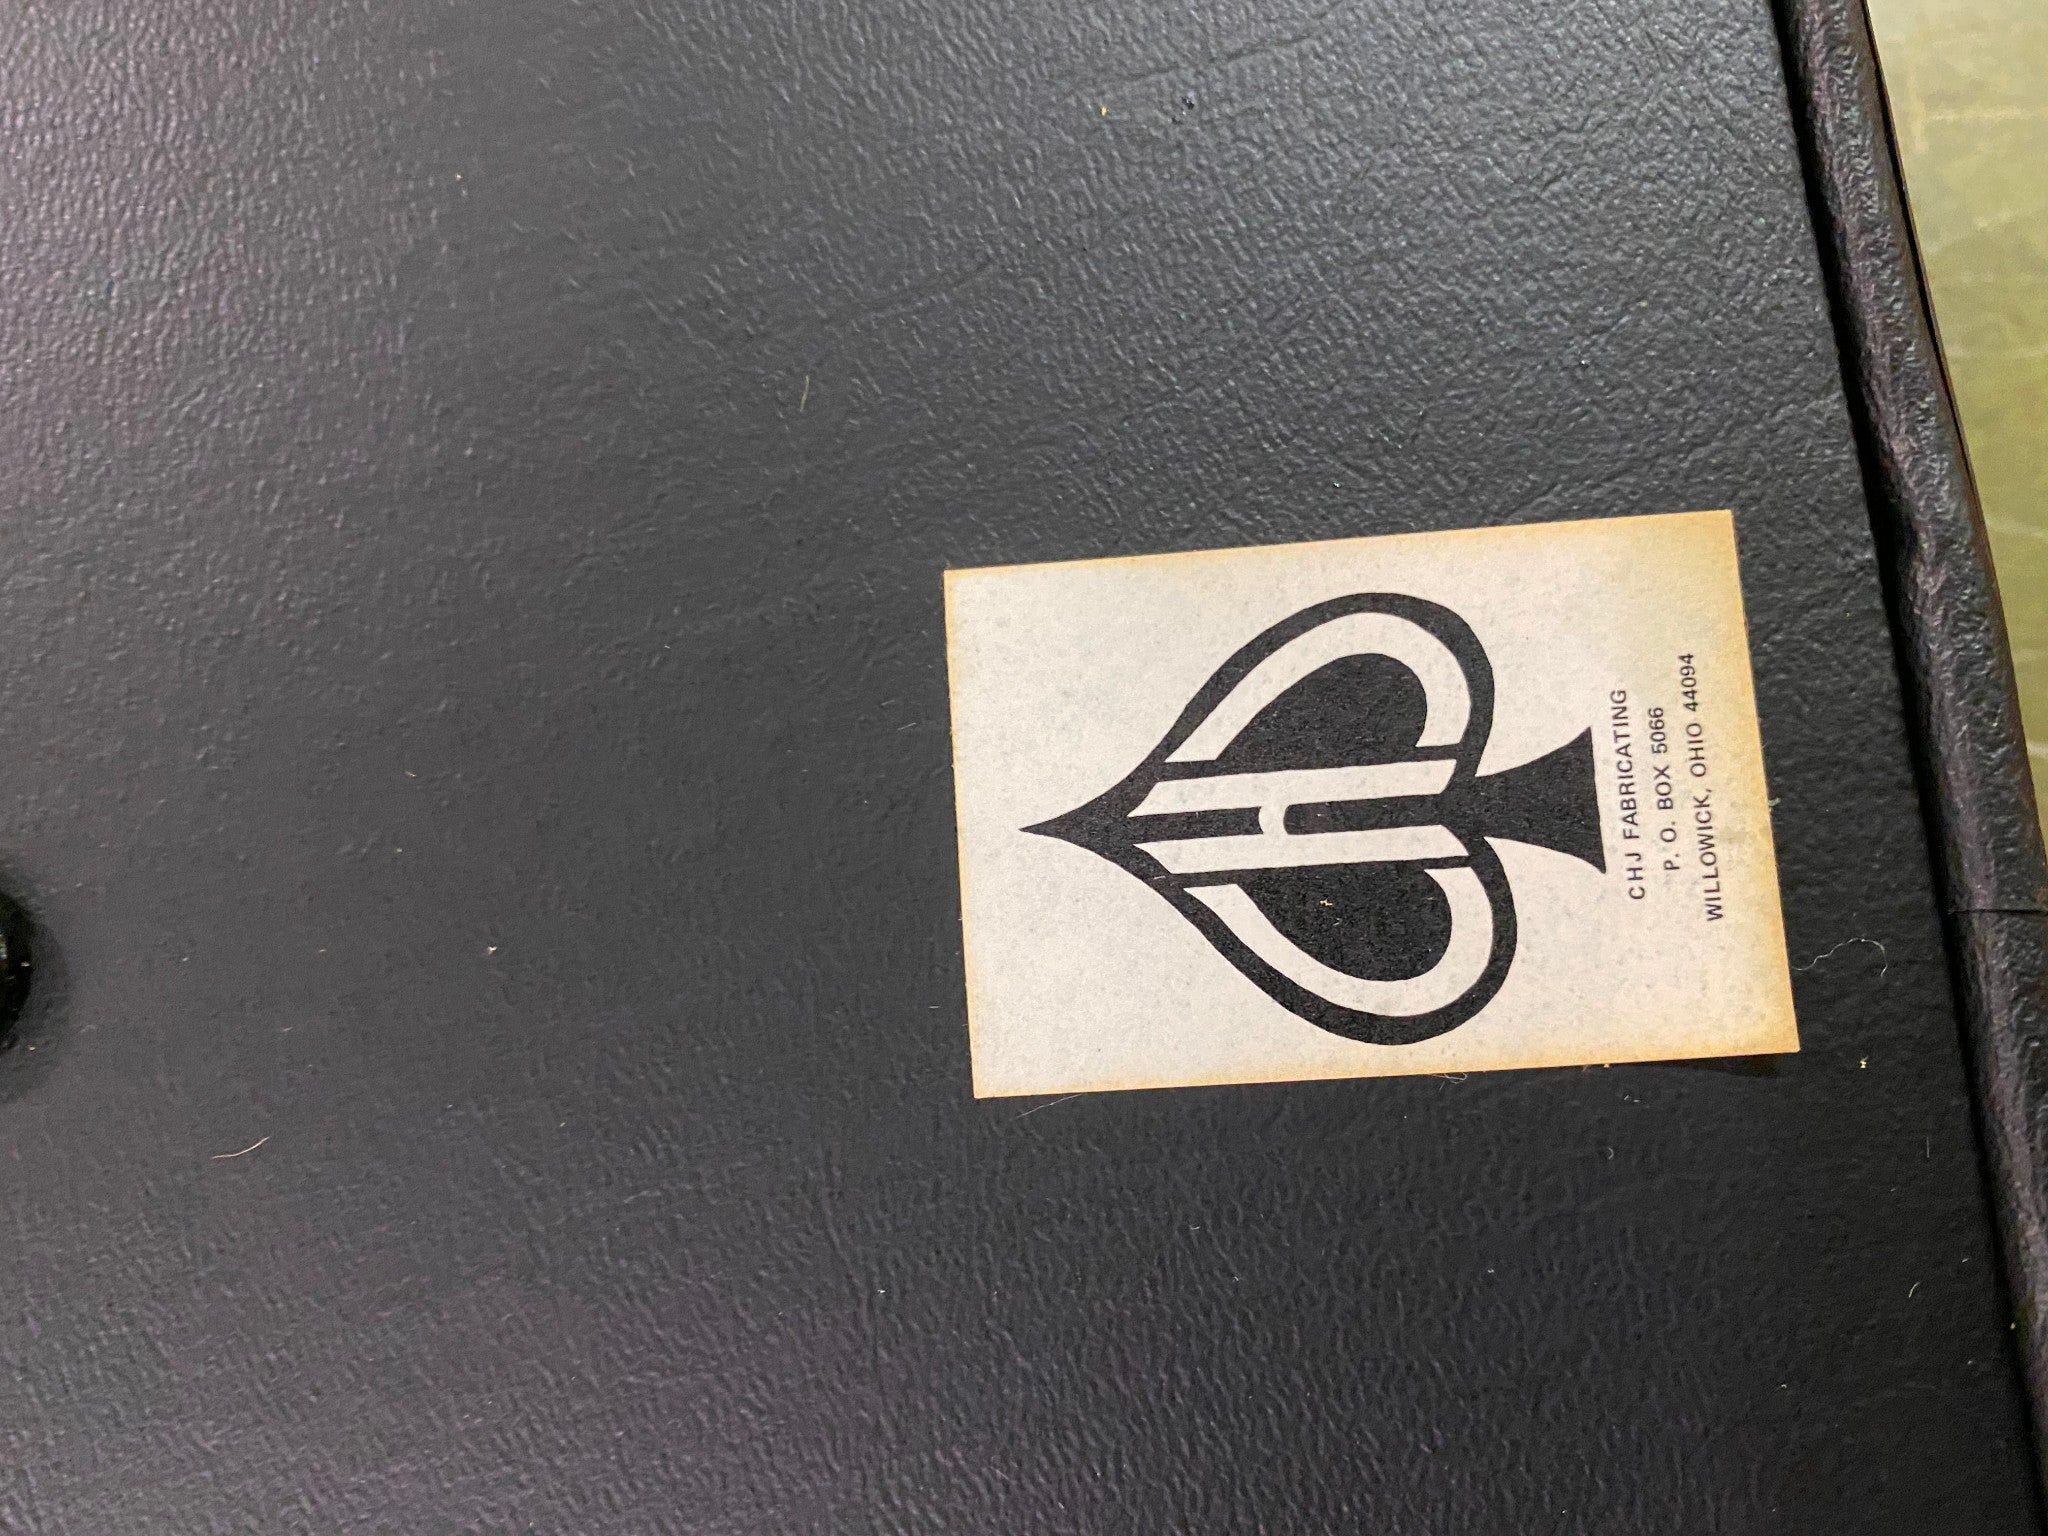 CHJ FABRICATING
P. O. BOX 5066
WILLOWICK, OHIO 44094